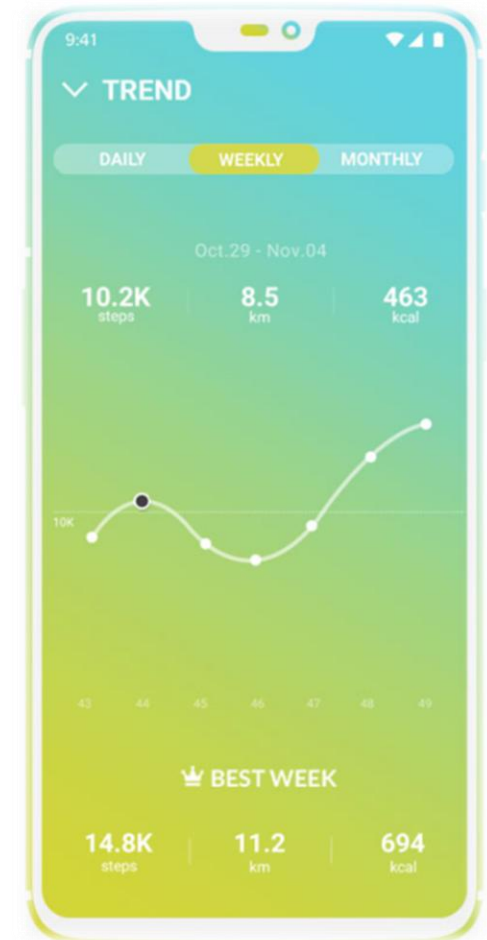 9:41
TREND
DAILY WEEKLY MONTHLY
Oct.29 - Nov.04
10.2K 8.5 463
steps km kcal
10K
43 44 45 46 47 48 49
BEST WEEK
14.8K 11.2 694
steps km kcal